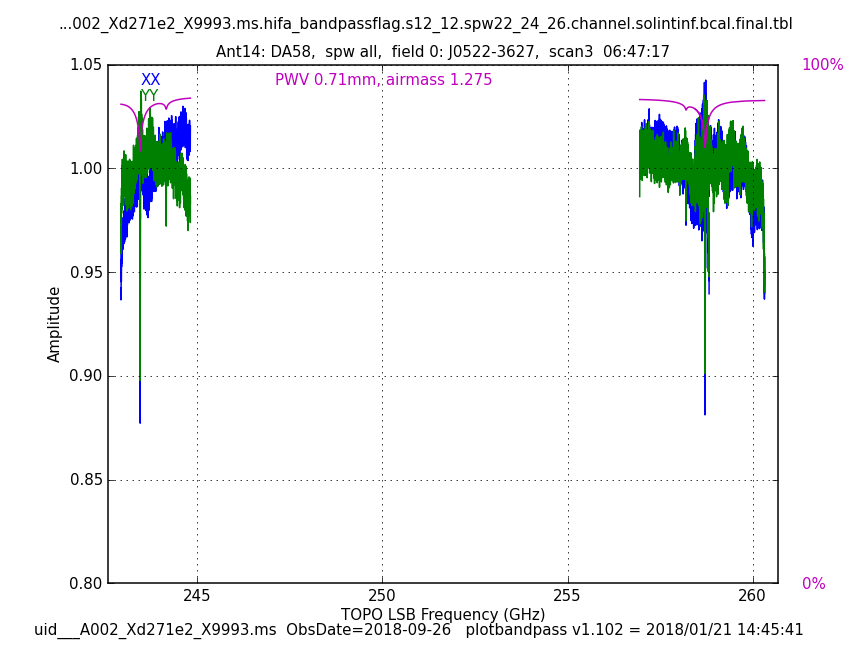 ...002_Xd271e2_X9993.ms.hifa_bandpassflag.s12_12.spw22_24_26.channel.solintinf.bcal.final.tbl
Ant14: DA58,  spw all,  field 0: J0522-3627,  scan3  06:47:17
1.05
XX
PWV 0.71mm, airmass 1.275
100%
YY
1.00
0.95
Amplitude
0.90
0.85
0.80
0%
245
250
255
260
TOPO LSB Frequency (GHz)
uid___A002_Xd271e2_X9993.ms  ObsDate=2018-09-26   plotbandpass v1.102 = 2018/01/21 14:45:41